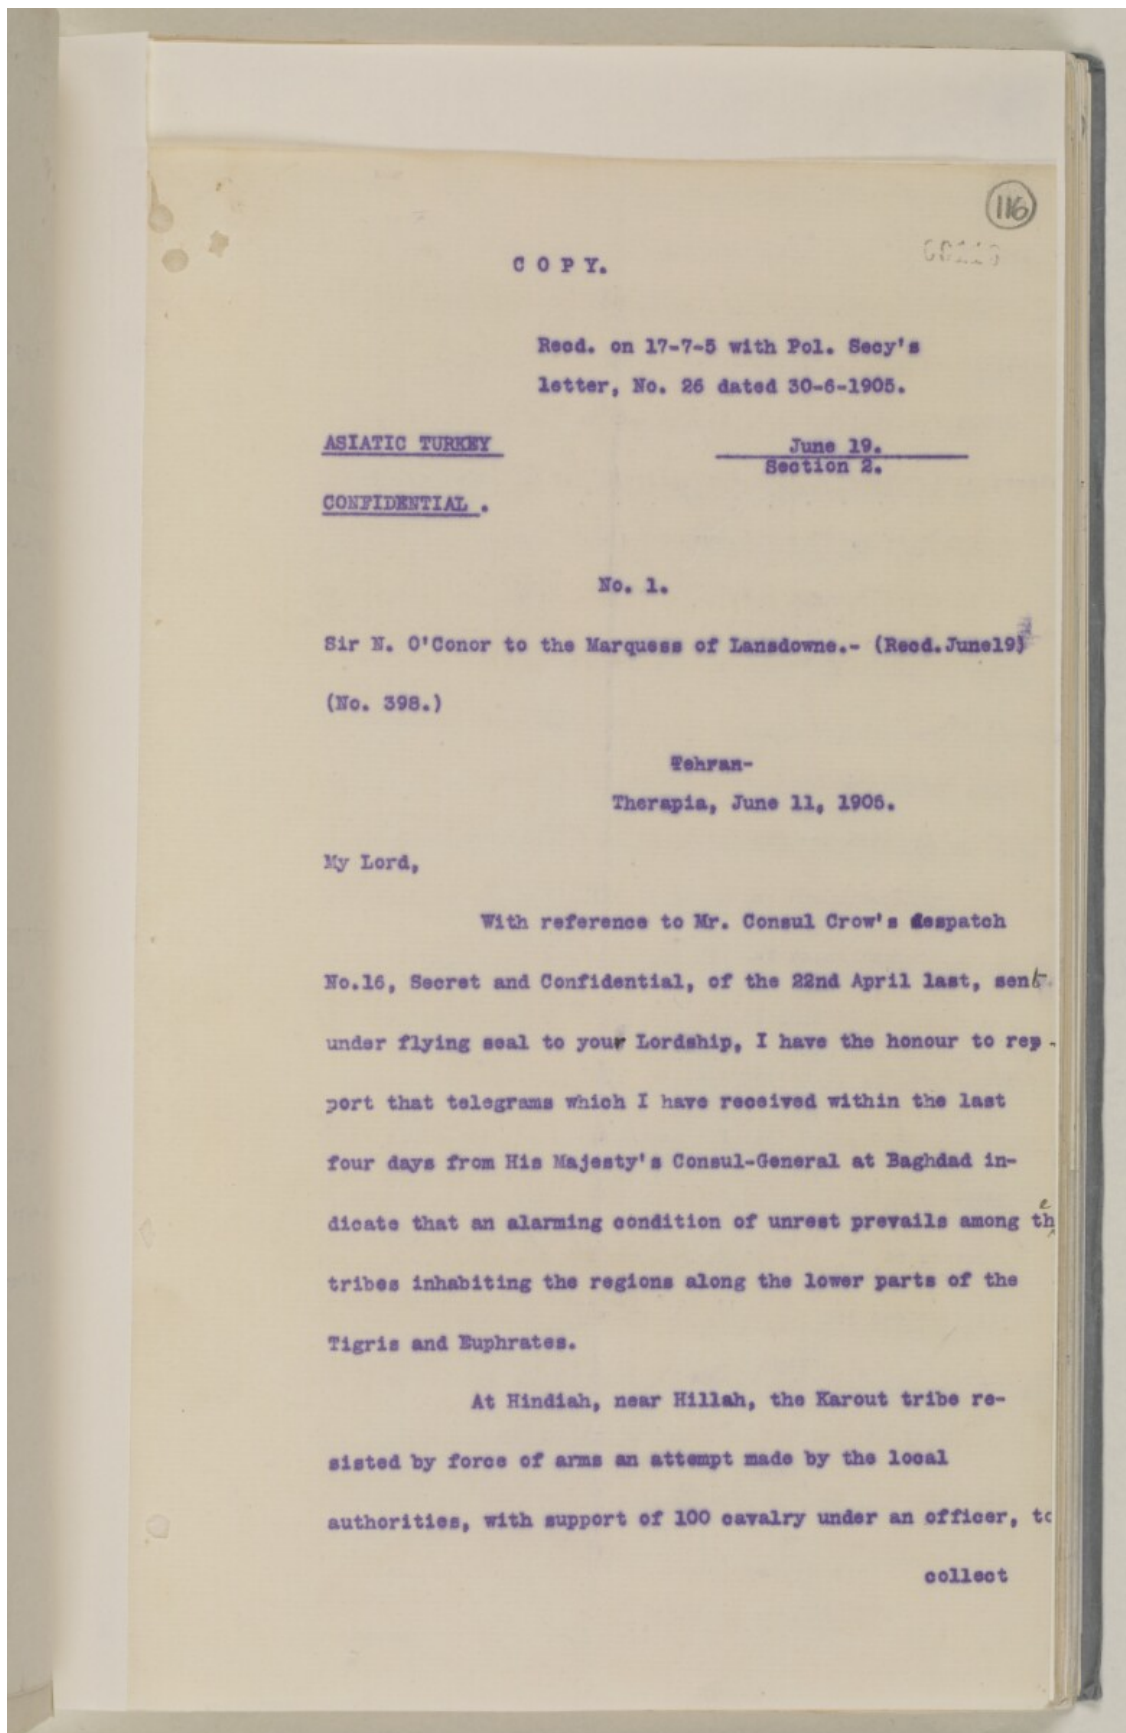 116
C O P Y.
Recd. on 17-7-5 with Pol. Secy's
letter, No. 26 dated 30-6-1905.
ASIATIC TURKEY
June 19.
Section 2.
CONFIDENTIAL .
No. 1.
Sir N. O'Conor to the Marquess of Lansdowne.- (Recd.June19)
(No. 398.)
Tehran-
Therapia, June 11, 1905.
My Lord,
With reference to Mr. Consul Crow's despatch
No.16, Secret and Confidential, of the 22nd April last, sent
under flying seal to your Lordship, I have the honour to rep -
port that telegrams which I have received within the last
four days from His Majesty's Consul-General at Baghdad in-
dicate that an alarming condition of unrest prevails among the
tribes inhabiting the regions along the lower parts of the
Tigris and Euphrates.
At Hindiah, near Hillah, the Karout tribe re-
sisted by force of arms an attempt made by the local
authorities, with support of 100 cavalry under an officer, to
collect